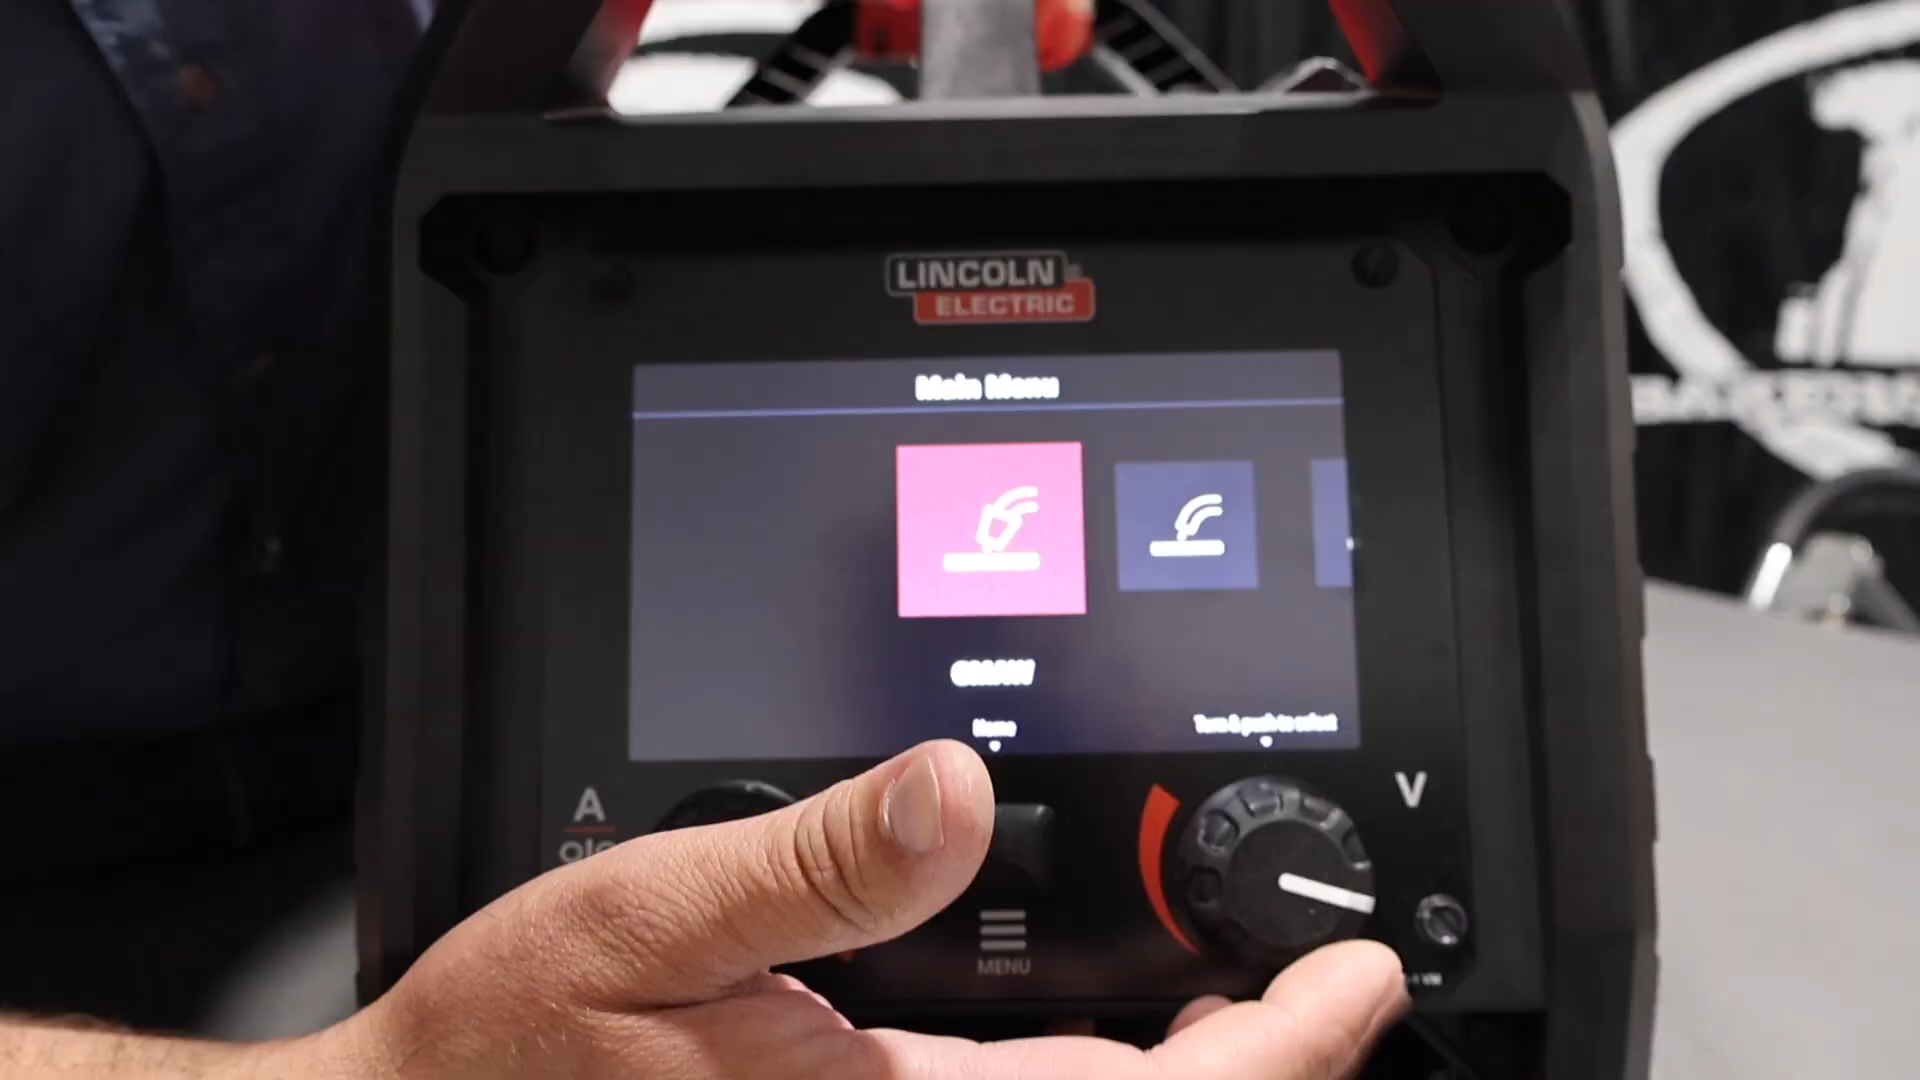 LINCOLN
ELECTRIC
Main Menu
GMAW
Home
Turn & push to select
A
V
MENU